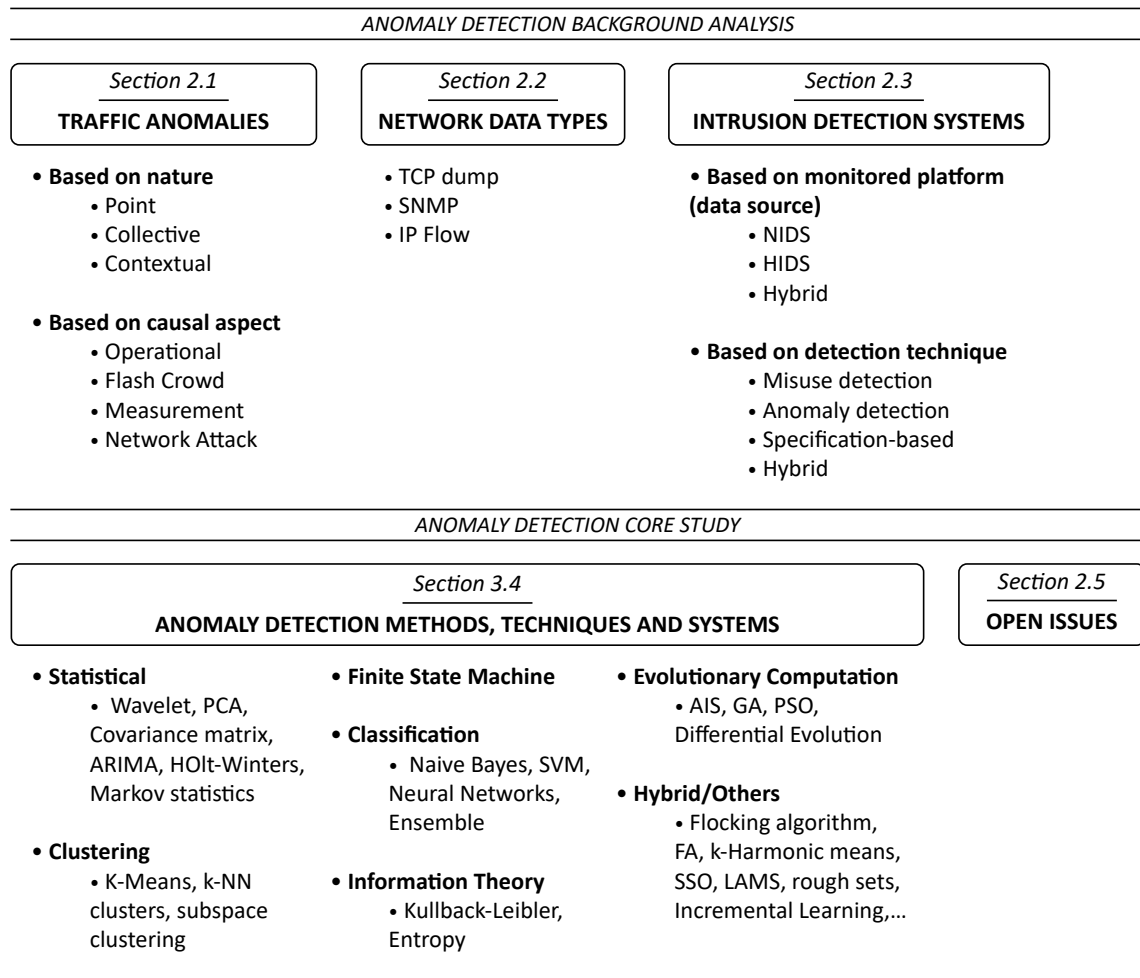 ANOMALY DETECTION BACKGROUND ANALYSIS
Section 2.1
TRAFFIC ANOMALIES
• Based on nature
• Point
• Collective
• Contextual
• Based on causal aspect
• Operational
• Flash Crowd
• Measurement
• Network Attack
Section 2.2
NETWORK DATA TYPES
• TCP dump
• SNMP
• IP Flow
Section 2.3
INTRUSION DETECTION SYSTEMS
• Based on monitored platform
(data source)
• NIDS
• HIDS
• Hybrid
• Based on detection technique
• Misuse detection
• Anomaly detection
• Specification-based
• Hybrid
ANOMALY DETECTION CORE STUDY
Section 3.4
ANOMALY DETECTION METHODS, TECHNIQUES AND SYSTEMS
• Statistical
• Wavelet, PCA,
Covariance matrix,
ARIMA, HOlt-Winters,
Markov statistics
• Clustering
• K-Means, k-NN
clusters, subspace
clustering
• Finite State Machine
• Classification
• Naive Bayes, SVM,
Neural Networks,
Ensemble
• Information Theory
• Kullback-Leibler,
Entropy
• Evolutionary Computation
• AIS, GA, PSO,
Differential Evolution
• Hybrid/Others
• Flocking algorithm,
FA, k-Harmonic means,
SSO, LAMS, rough sets,
Incremental Learning,...
Section 2.5
OPEN ISSUES